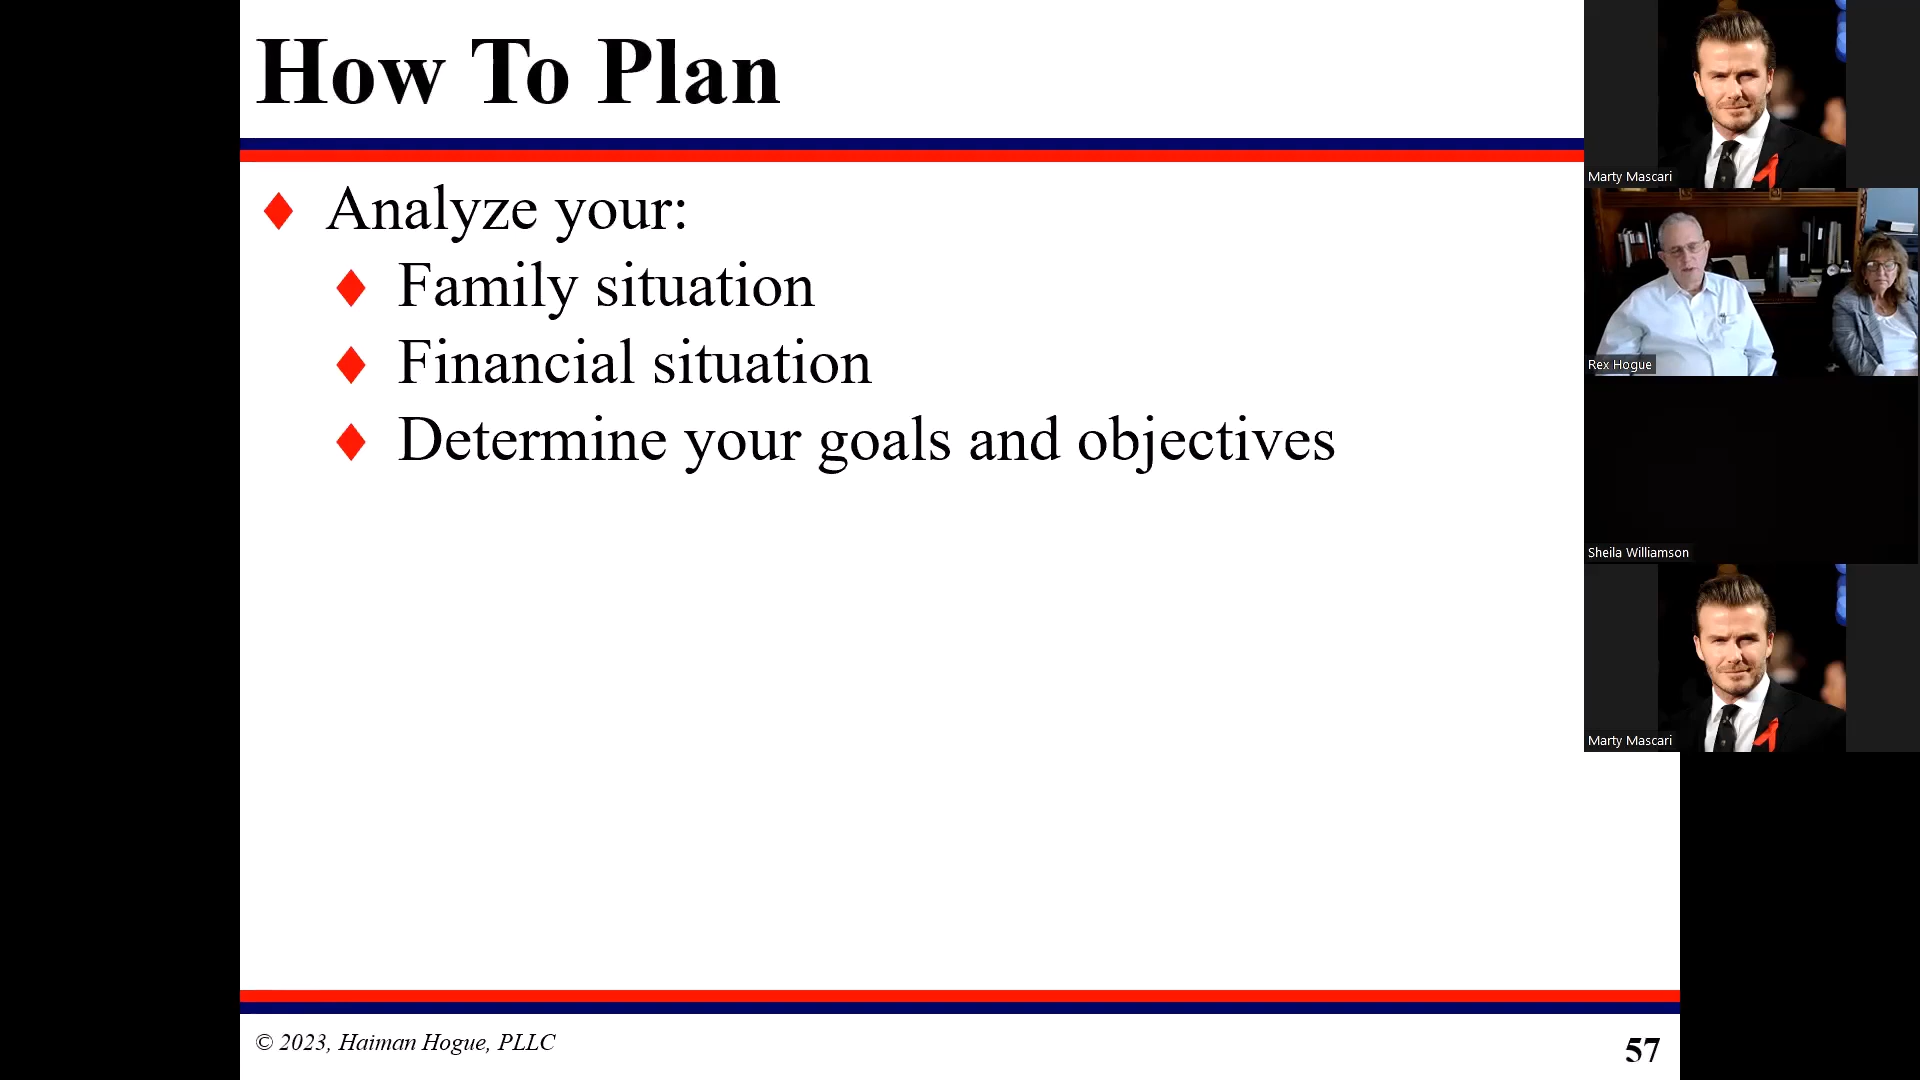 How To Plan
Analyze your:
Family situation
Financial situation
Determine your goals and objectives
© 2023, Haiman Hogue, PLLC
57
Marty Mascari
Rex Hogue
Sheila Williamson
Marty Mascari